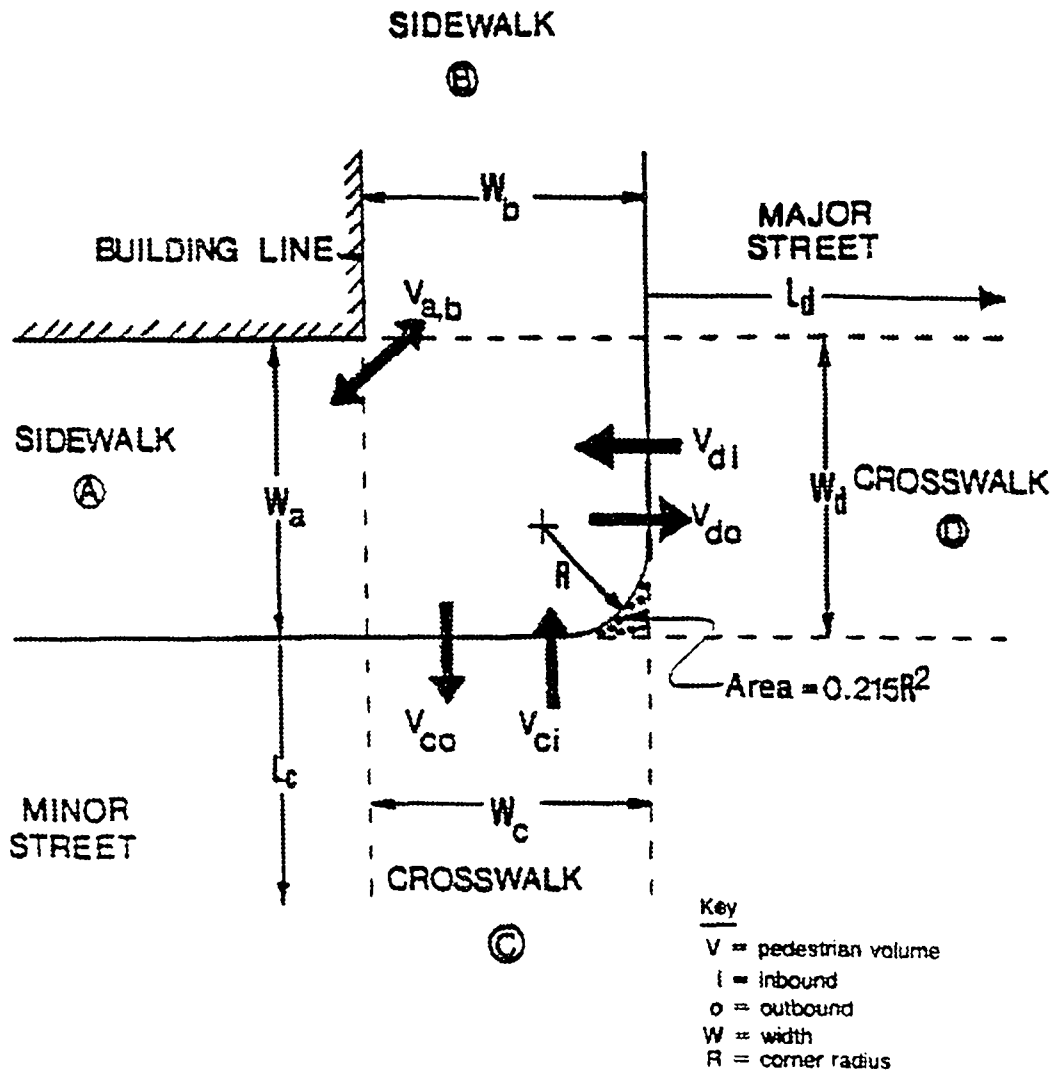 SIDEWALK
B
W_b
MAJOR
STREET
BUILDING LINE
L_d
V_a,b
SIDEWALK
A
W_a
V_di
W_d
CROSSWALK
D
V_do
R
Area = 0.215R²
V_co
V_ci
L_c
MINOR
STREET
W_c
CROSSWALK
C
Key
V = pedestrian volume
i = inbound
o = outbound
W = width
R = corner radius